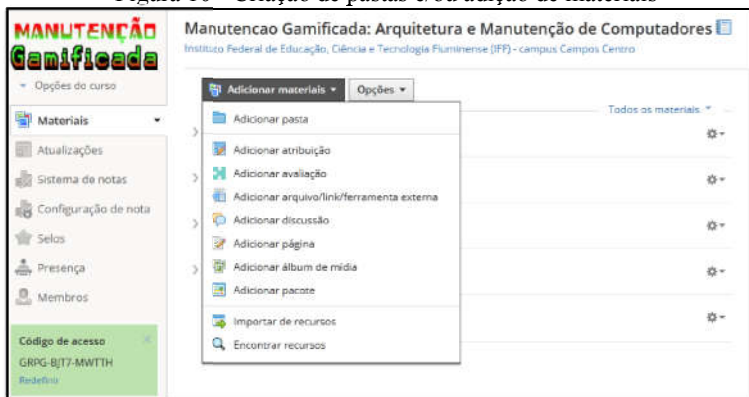 Figura 10 - Criação de pastas e/ou adição de materiais
MANUTENÇÃO
Gamificada
Opções do curso
Materiais
Atualizações
Sistema de notas
Configuração de nota
Selos
Presença
Membros
Código de acesso
GRPG-BJT7-MWTTH
Redefinir
Manutencao Gamificada: Arquitetura e Manutenção de Computadores
Instituo Federal de Educação, Ciência e Tecnologia Fluminense (IFF) - campus Campos Centro
Adicionar materiais Opções
Todos os materiais
Adicionar pasta
Adicionar atribuição
Adicionar avaliação
Adicionar arquivo/link/ferramenta externa
Adicionar discussão
Adicionar página
Adicionar álbum de mídia
Adicionar pacote
Importar de recursos
Encontrar recursos